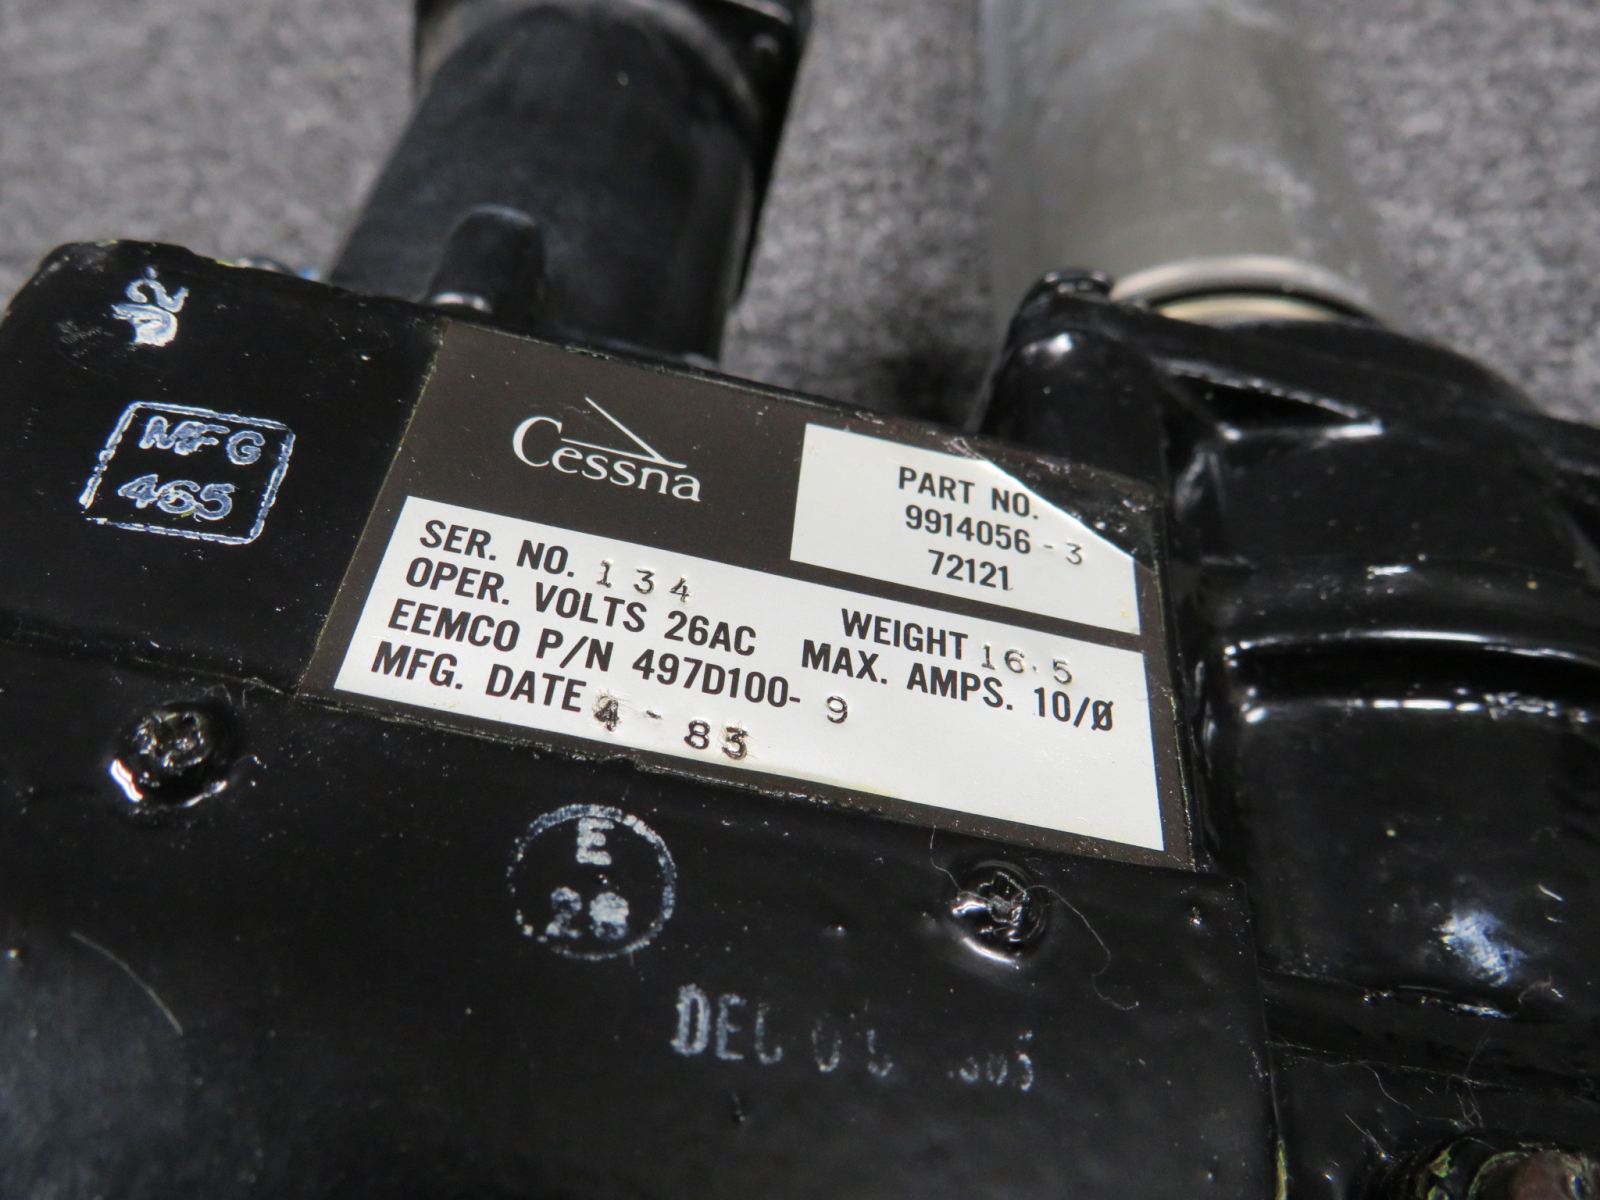 J2
MFG
465
Cessna
PART NO.
9914056-3
72121
SER. NO. 134
WEIGHT 16.5
OPER. VOLTS 26AC MAX. AMPS. 10/Ø
EEMCO P/N 497D100-9
MFG. DATE 4-83
E
DEC